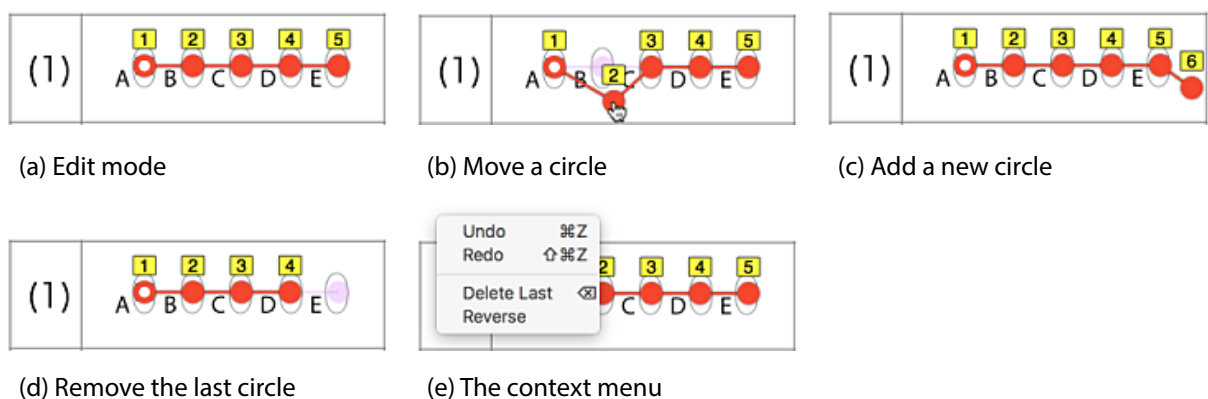 1 2 3 4 5
(1) A B C D E
(a) Edit mode
1 3 4 5
2
(1) A B C D E
(b) Move a circle
1 2 3 4 5
6
(1) A B C D E
(c) Add a new circle
1 2 3 4
(1) A B C D E
(d) Remove the last circle
Undo ⌘Z
Redo ⇧⌘Z
Delete Last ⌫
Reverse
2 3 4 5
C D E
(e) The context menu